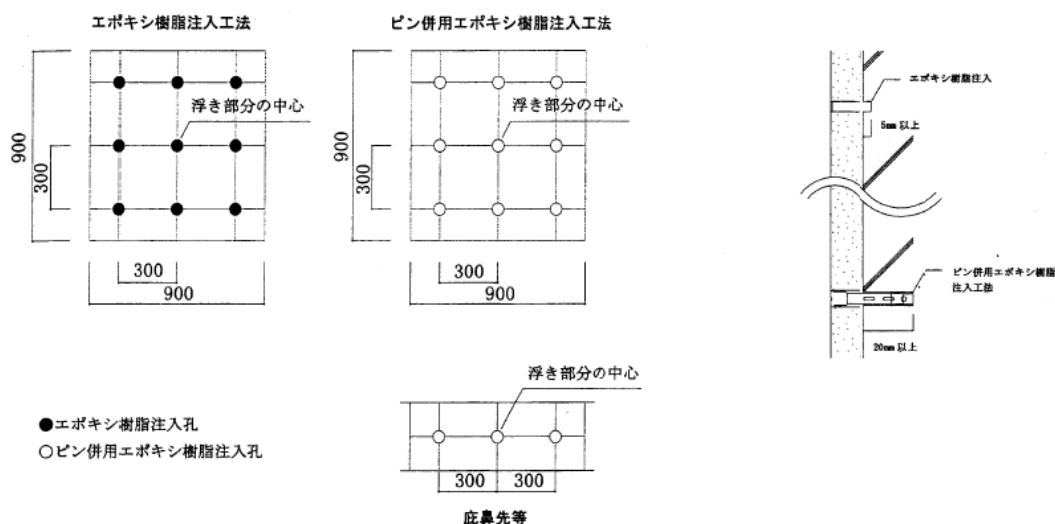 エポキシ樹脂注入工法
浮き部分の中心
900
300
300
900
ピン併用エポキシ樹脂注入工法
浮き部分の中心
900
300
300
900
エポキシ樹脂注入
5mm 以上
ピン併用エポキシ樹脂
注入工法
20mm 以上
浮き部分の中心
300
300
庇鼻先等
●エポキシ樹脂注入孔
○ピン併用エポキシ樹脂注入孔